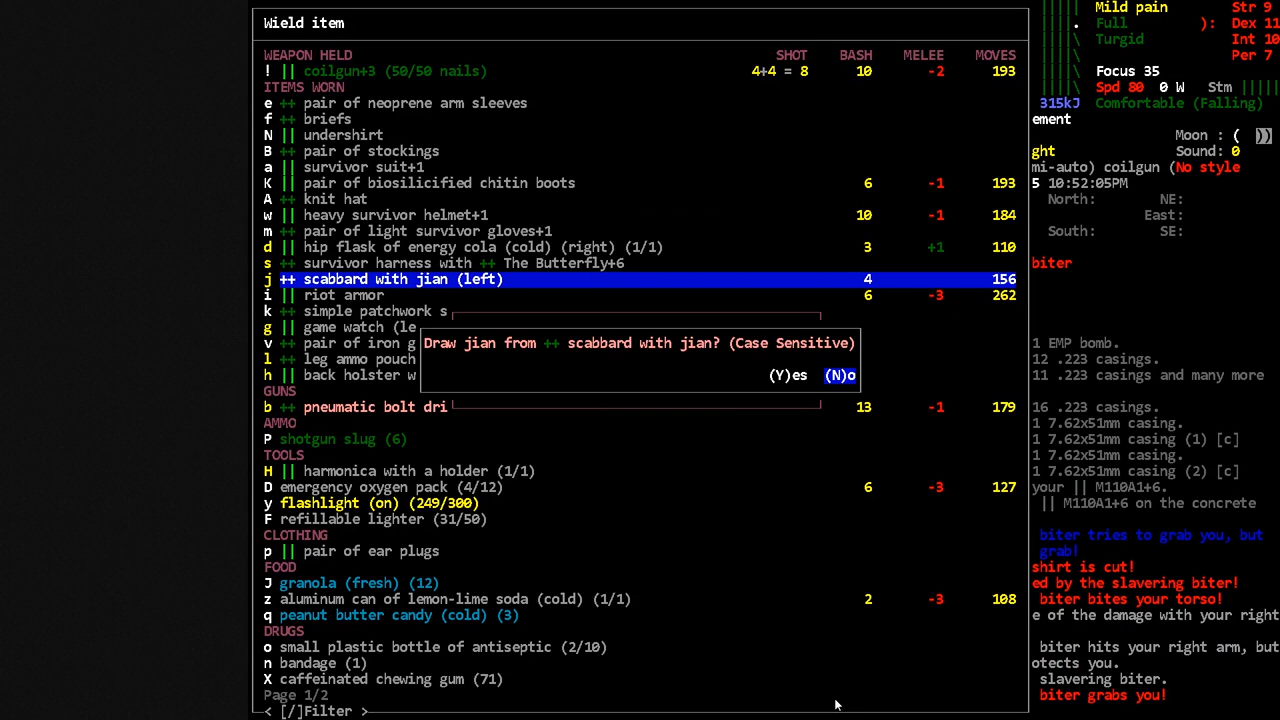 Wield item
WEAPON HELD SHOT BASH MELEE MOVES
! || coilgun+3 (50/50 nails) 4+4 = 8 10 -2 193
ITEMS WORN
e ++ pair of neoprene arm sleeves
f ++ briefs
N || undershirt
B ++ pair of stockings
a || survivor suit+1
K || pair of biosilicified chitin boots 6 -1 193
A ++ knit hat
w || heavy survivor helmet+1 10 -1 184
m ++ pair of light survivor gloves+1
d || hip flask of energy cola (cold) (right) (1/1) 3 +1 110
s ++ survivor harness with ++ The Butterfly+6
j ++ scabbard with jian (left) 4 156
i || riot armor 6 -3 262
k ++ simple patchwork s
g || game watch (le
v ++ pair of iron g
l ++ leg ammo pouch
h || back holster w
Draw jian from ++ scabbard with jian? (Case Sensitive)
(Y)es (N)o
GUNS
b ++ pneumatic bolt dri 13 -1 179
AMMO
P shotgun slug (6)
TOOLS
H || harmonica with a holder (1/1)
D emergency oxygen pack (4/12) 6 -3 127
y flashlight (on) (249/300)
F refillable lighter (31/50)
CLOTHING
p || pair of ear plugs
FOOD
J granola (fresh) (12)
z aluminum can of lemon-lime soda (cold) (1/1) 2 -3 108
q peanut butter candy (cold) (3)
DRUGS
o small plastic bottle of antiseptic (2/10)
n bandage (1)
X caffeinated chewing gum (71)
Page 1/2
< [/]Filter >
||||| Mild pain Str 9
||||. Full ): Dex 11
||||\ Turgid Int 10
||||| Per 7
||||\ Focus 35
||||\ Spd 80 0 W Stm |||||
315kJ Comfortable (Falling)
ement
Moon : ( ))
ght Sound: 0
mi-auto) coilgun (No style
5 10:52:05PM
North: NE:
East:
South: SE:
biter
1 EMP bomb.
12 .223 casings.
11 .223 casings and many more
16 .223 casings.
1 7.62x51mm casing.
1 7.62x51mm casing (1) [c]
1 7.62x51mm casing.
1 7.62x51mm casing (2) [c]
your || M110A1+6.
|| M110A1+6 on the concrete
biter tries to grab you, but
grab!
shirt is cut!
ed by the slavering biter!
biter bites your torso!
e of the damage with your right
biter hits your right arm, but
otects you.
slavering biter.
biter grabs you!